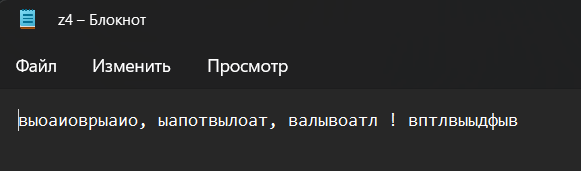 z4 – Блокнот
Файл Изменить Просмотр
выоаиоврыаио, ыапотвылоат, валывоатл ! вптлвыыдфыв